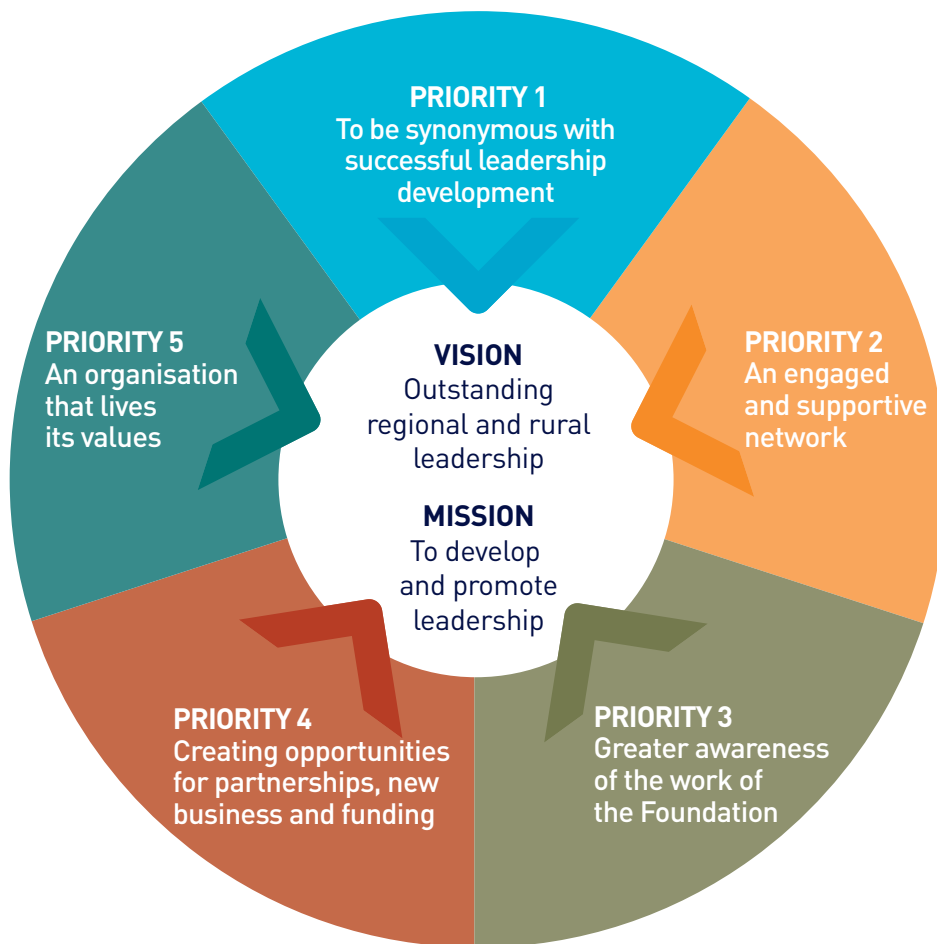 PRIORITY 1
To be synonymous with
successful leadership
development
PRIORITY 2
An engaged
and supportive
network
PRIORITY 3
Greater awareness
of the work of
the Foundation
PRIORITY 4
Creating opportunities
for partnerships, new
business and funding
PRIORITY 5
An organisation
that lives
its values
VISION
Outstanding
regional and rural
leadership
MISSION
To develop
and promote
leadership